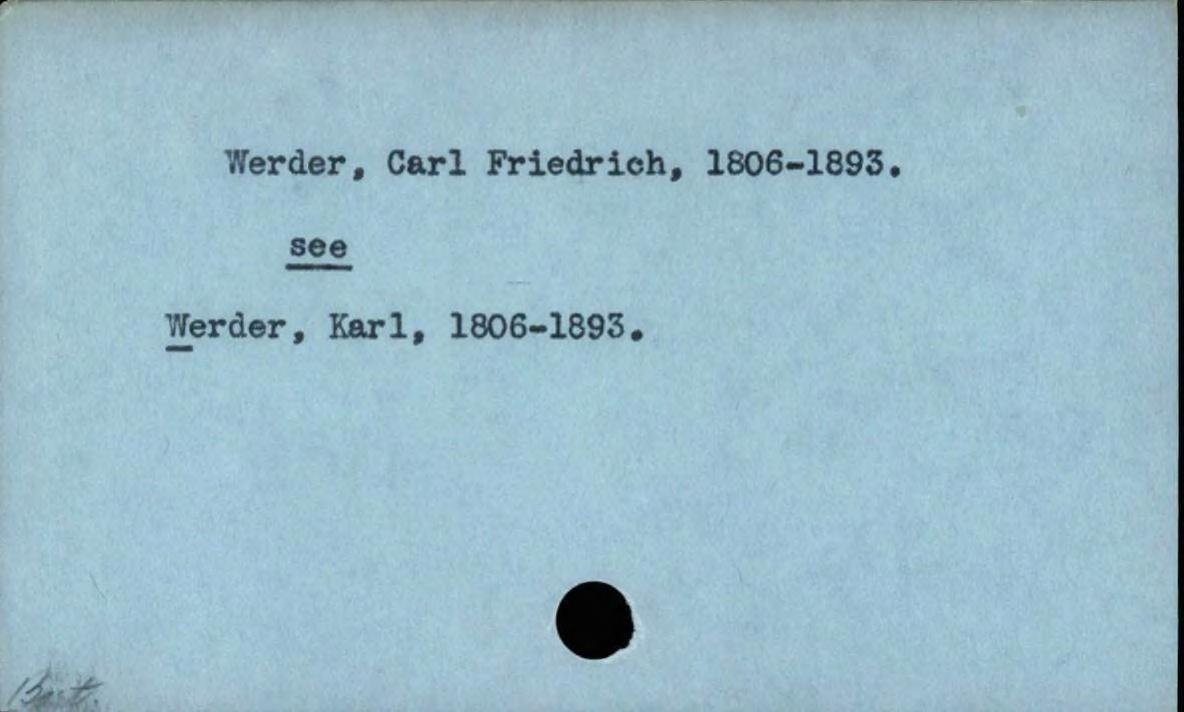 Werder, Carl Friedrich, 1806-1893.
see
Werder, Karl, 1806-1893.